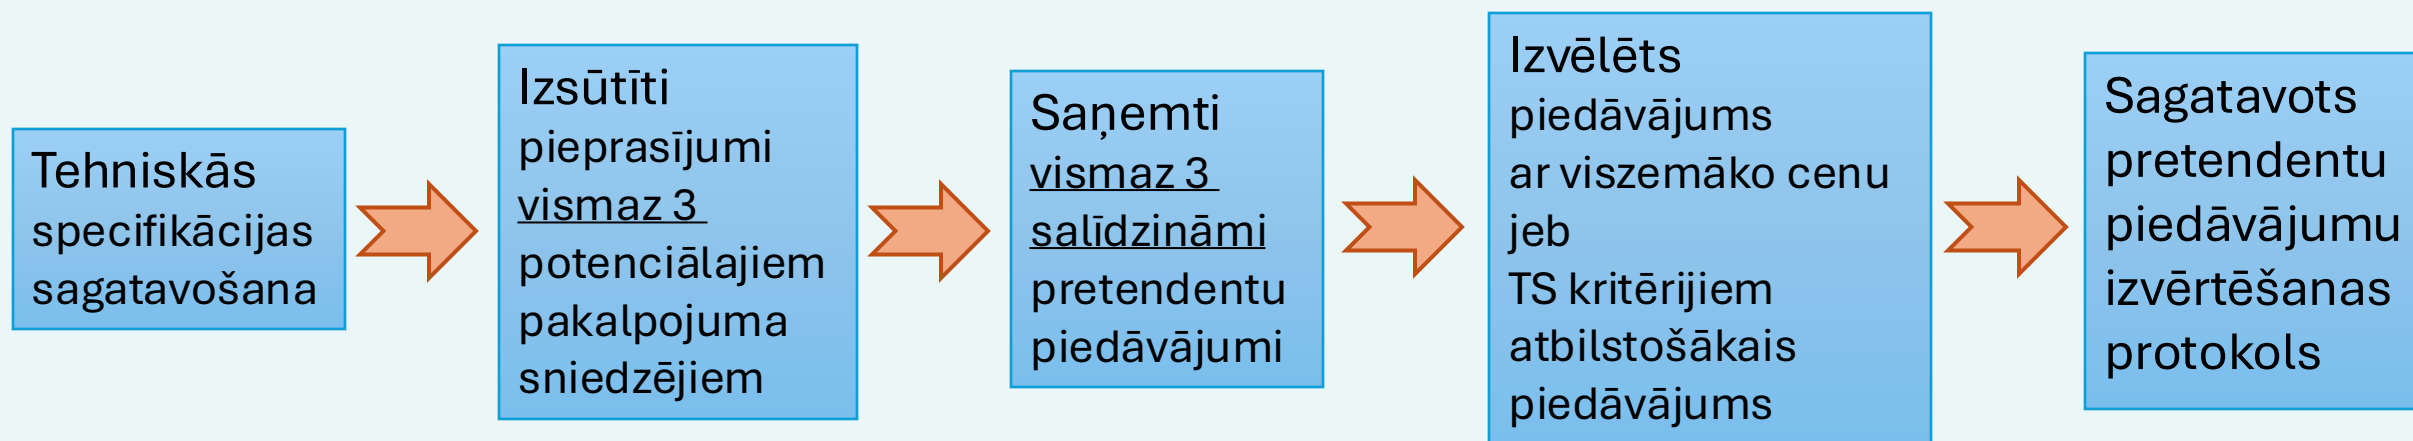 Tehniskās
specifikācijas
sagatavošana
Izsūtīti
pieprasījumi
vismaz 3
potenciālajiem
pakalpojuma
sniedzējiem
Saņemti
vismaz 3
salīdzināmi
pretendentu
piedāvājumi
Izvēlēts
piedāvājums
ar viszemāko cenu
jeb
TS kritērijiem
atbilstošākais
piedāvājums
Sagatavots
pretendentu
piedāvājumu
izvērtēšanas
protokols